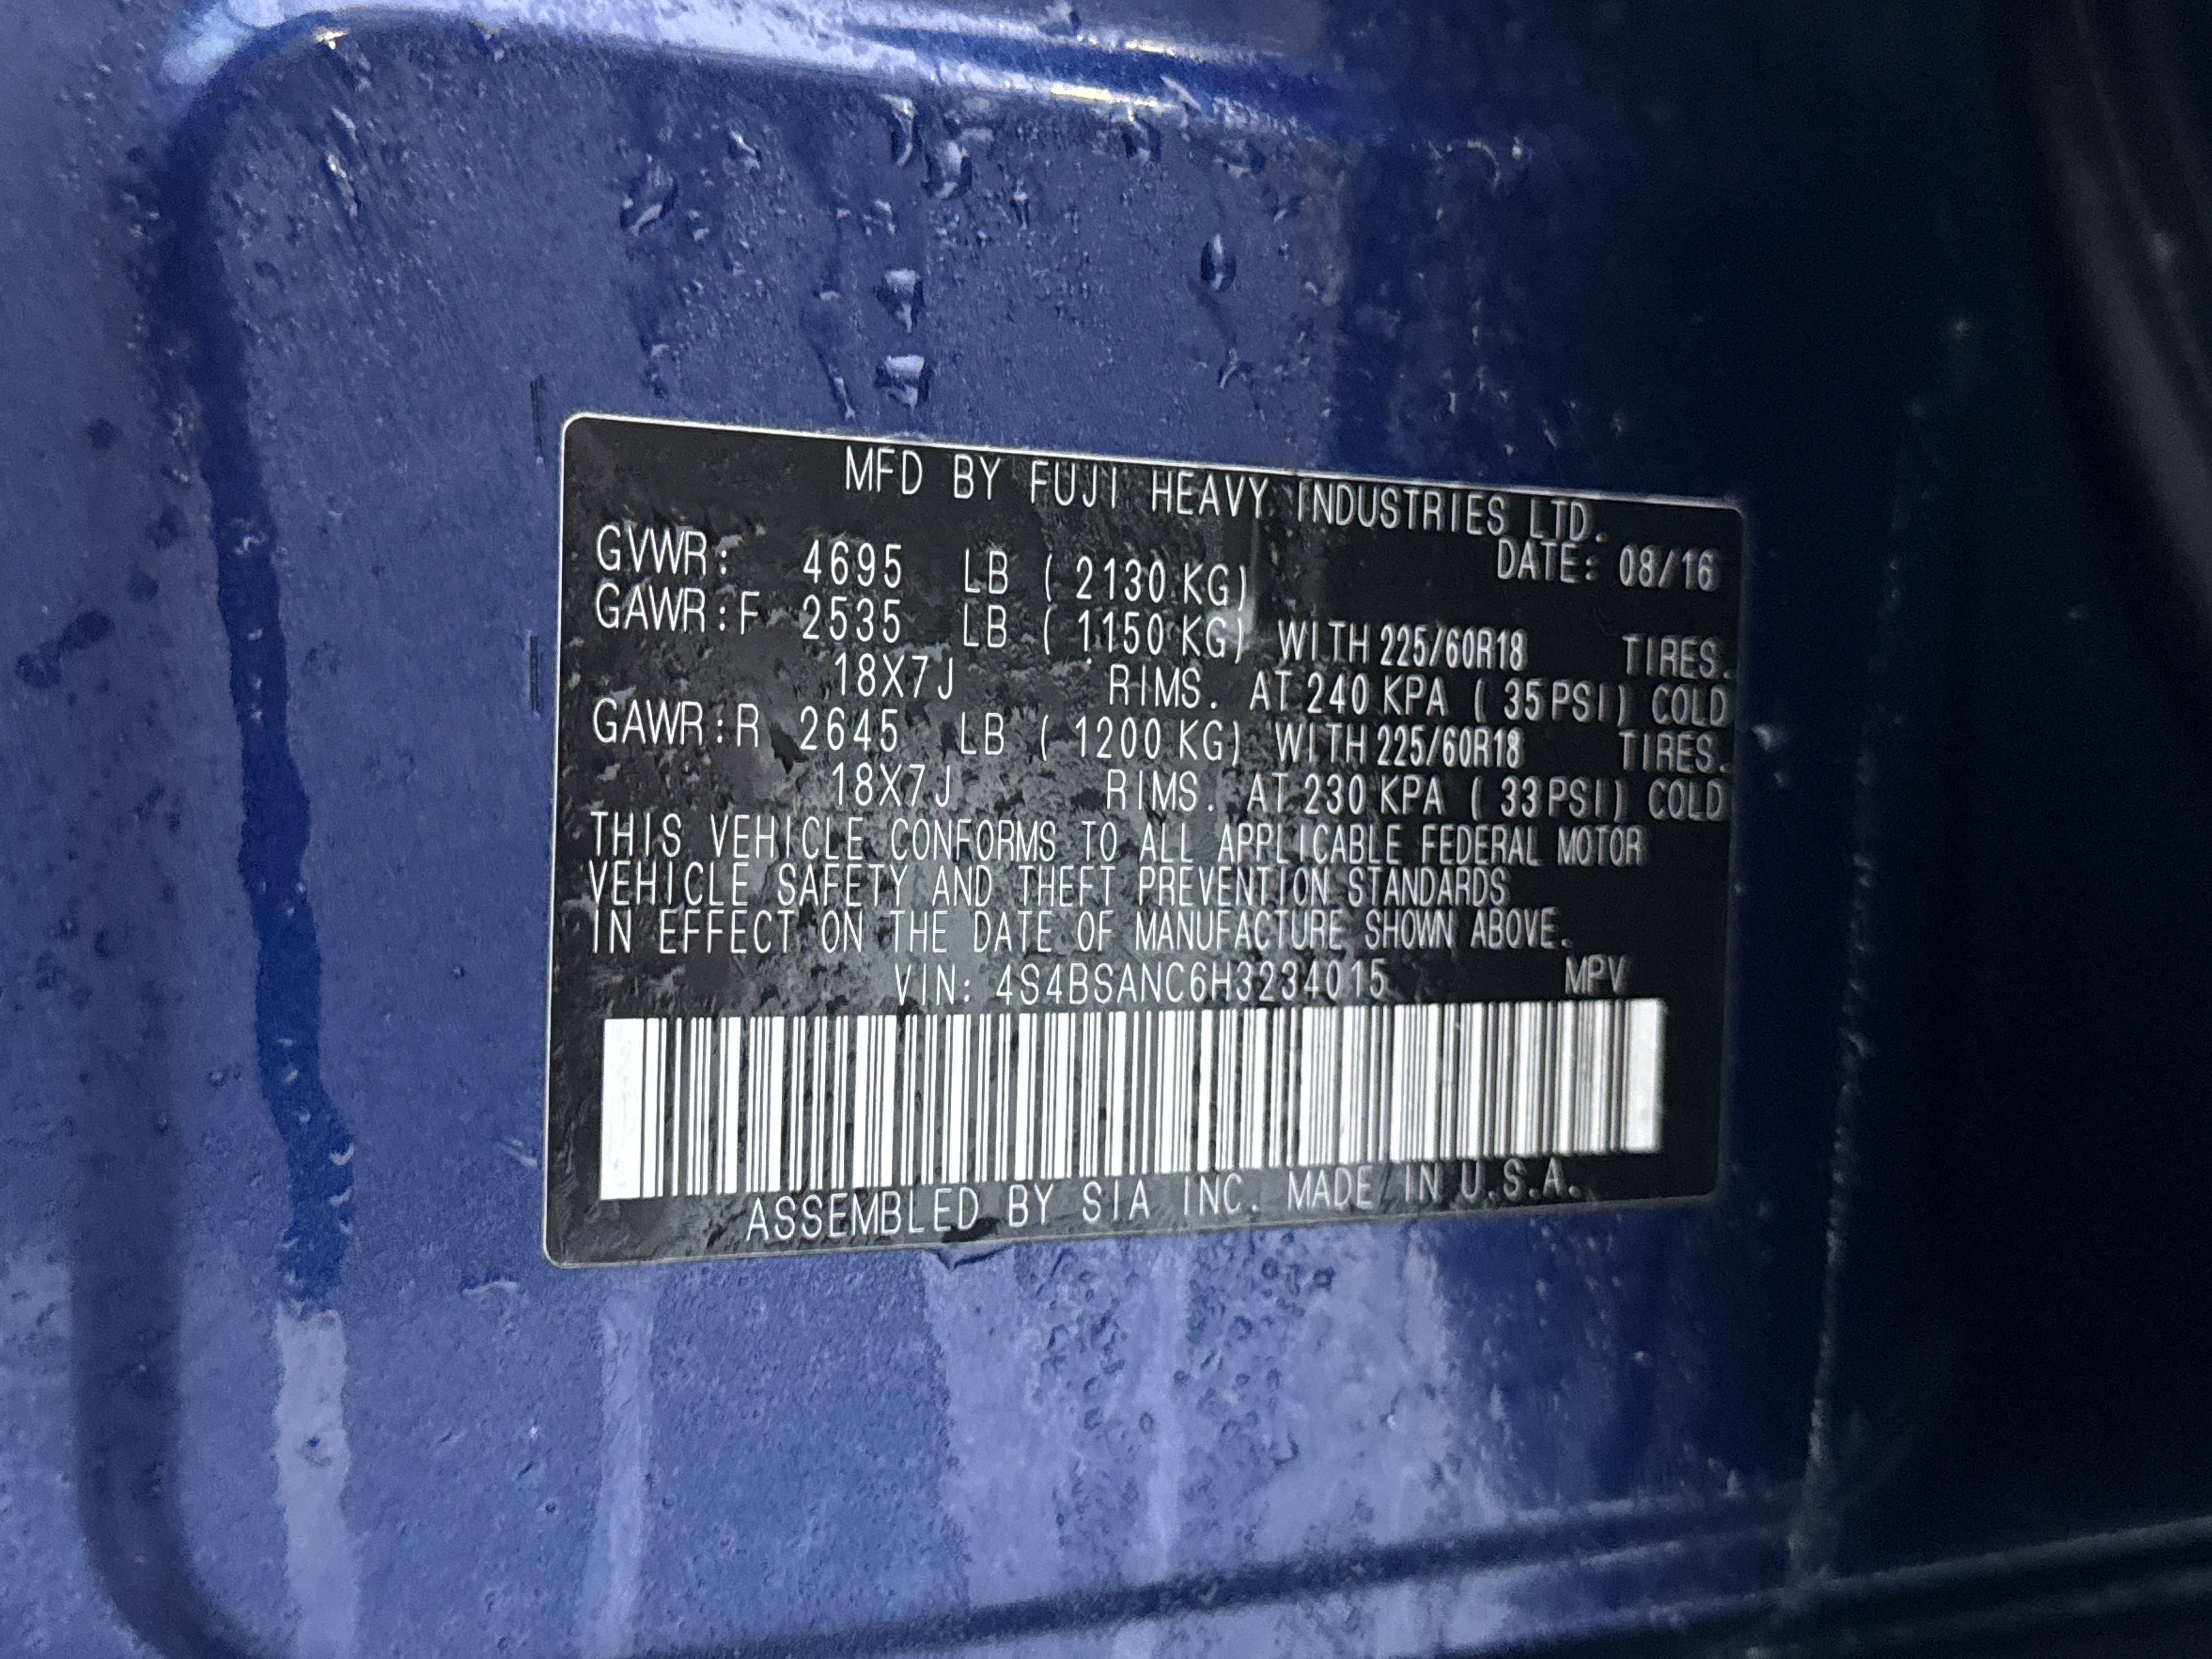 MFD BY FUJI HEAVY INDUSTRIES LTD.
DATE: 08/16
GVWR: 4695 LB ( 2130 KG)
GAWR:F 2535 LB ( 1150 KG) WITH 225/60R18 TIRES.
18X7J RIMS. AT 240 KPA ( 35 PSI) COLD
GAWR:R 2645 LB ( 1200 KG) WITH 225/60R18 TIRES.
18X7J RIMS. AT 230 KPA ( 33 PSI) COLD
THIS VEHICLE CONFORMS TO ALL APPLICABLE FEDERAL MOTOR
VEHICLE SAFETY AND THEFT PREVENTION STANDARDS
IN EFFECT ON THE DATE OF MANUFACTURE SHOWN ABOVE.
VIN: 4S4BSANC6H3234015 MPV
ASSEMBLED BY SIA INC. MADE IN U.S.A.